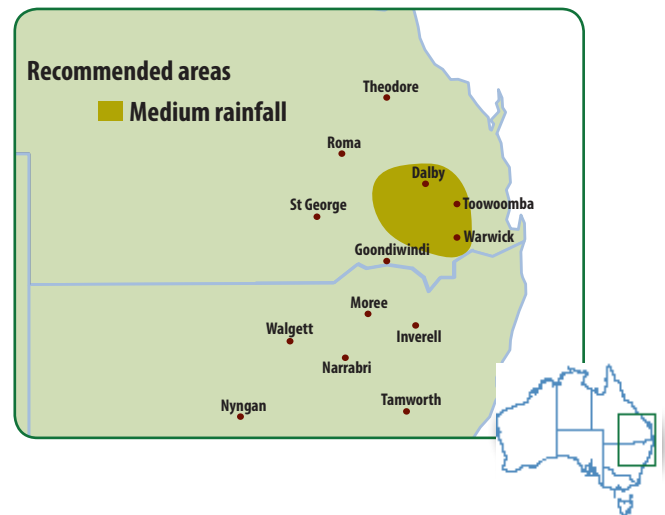 Recommended areas
Medium rainfall
Theodore
Roma
Dalby
St George
Toowoomba
Warwick
Goondiwindi
Moree
Walgett
Inverell
Narrabri
Nyngan
Tamworth